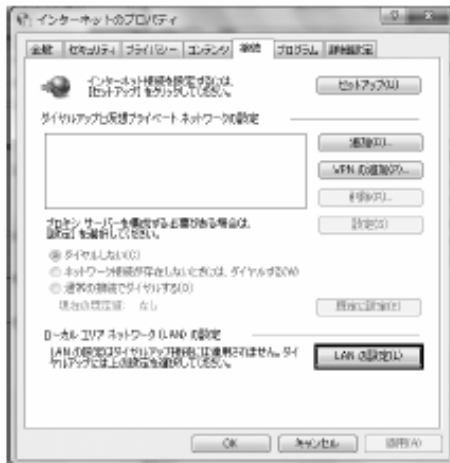 インターネットのプロパティ
全般 セキュリティ プライバシー コンテンツ 接続 プログラム 詳細設定
インターネット接続を設定するには、
[セットアップ] をクリックしてください。
セットアップ(U)
ダイヤルアップと仮想プライベート ネットワークの設定
追加(D)...
VPN の追加(P)...
削除(R)...
プロキシ サーバーを構成する必要がある場合は、
[設定] を選択してください。
設定(S)
ダイヤルしない(C)
ネットワーク接続が存在しないときには、ダイヤルする(W)
通常の接続でダイヤルする(O)
現在の既定値: なし
既定に設定(E)
ローカル エリア ネットワーク (LAN) の設定
LAN の設定はダイヤルアップ接続には適用されません。ダイ
ヤルアップには上の設定を選択してください。
LAN の設定(L)
OK キャンセル 適用(A)